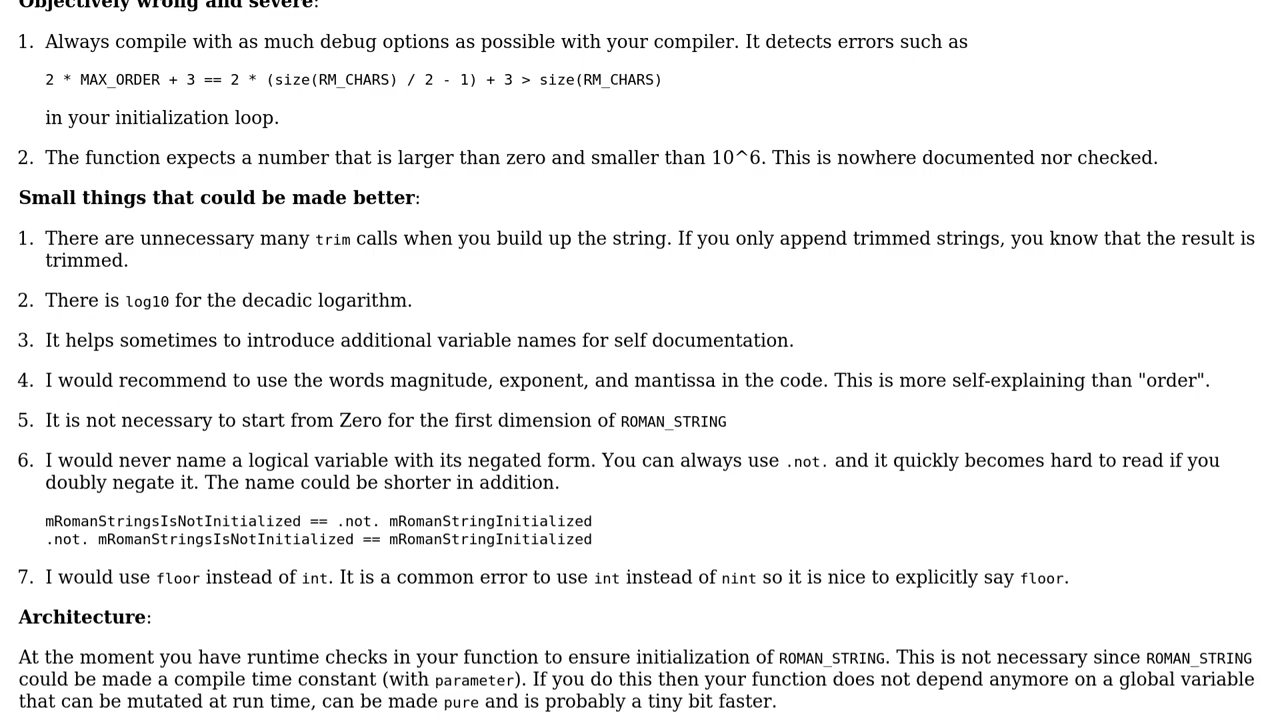 Objectively wrong and severe:
1. Always compile with as much debug options as possible with your compiler. It detects errors such as
2 * MAX_ORDER + 3 == 2 * (size(RM_CHARS) / 2 - 1) + 3 > size(RM_CHARS)
in your initialization loop.
2. The function expects a number that is larger than zero and smaller than 10^6. This is nowhere documented nor checked.
Small things that could be made better:
1. There are unnecessary many trim calls when you build up the string. If you only append trimmed strings, you know that the result is
trimmed.
2. There is log10 for the decadic logarithm.
3. It helps sometimes to introduce additional variable names for self documentation.
4. I would recommend to use the words magnitude, exponent, and mantissa in the code. This is more self-explaining than "order".
5. It is not necessary to start from Zero for the first dimension of ROMAN_STRING
6. I would never name a logical variable with its negated form. You can always use .not. and it quickly becomes hard to read if you
doubly negate it. The name could be shorter in addition.
mRomanStringsIsNotInitialized == .not. mRomanStringInitialized
.not. mRomanStringsIsNotInitialized == mRomanStringInitialized
7. I would use floor instead of int. It is a common error to use int instead of nint so it is nice to explicitly say floor.
Architecture:
At the moment you have runtime checks in your function to ensure initialization of ROMAN_STRING. This is not necessary since ROMAN_STRING
could be made a compile time constant (with parameter). If you do this then your function does not depend anymore on a global variable
that can be mutated at run time, can be made pure and is probably a tiny bit faster.